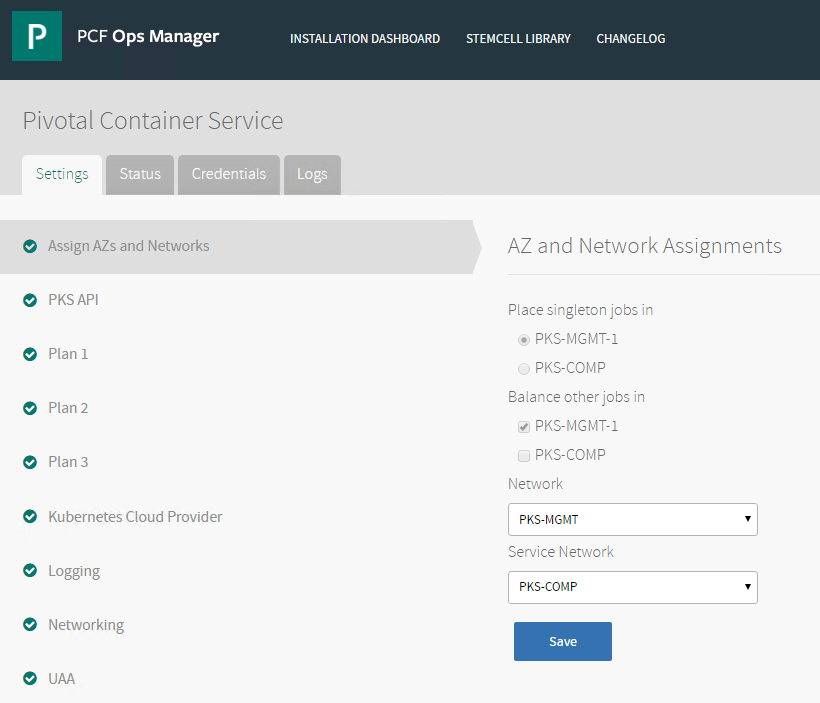 P
PCF Ops Manager
INSTALLATION DASHBOARD
STEMCELL LIBRARY
CHANGELOG
Pivotal Container Service
Settings
Status
Credentials
Logs
Assign AZs and Networks
PKS API
Plan 1
Plan 2
Plan 3
Kubernetes Cloud Provider
Logging
Networking
UAA
AZ and Network Assignments
Place singleton jobs in
PKS-MGMT-1
PKS-COMP
Balance other jobs in
PKS-MGMT-1
PKS-COMP
Network
PKS-MGMT
Service Network
PKS-COMP
Save